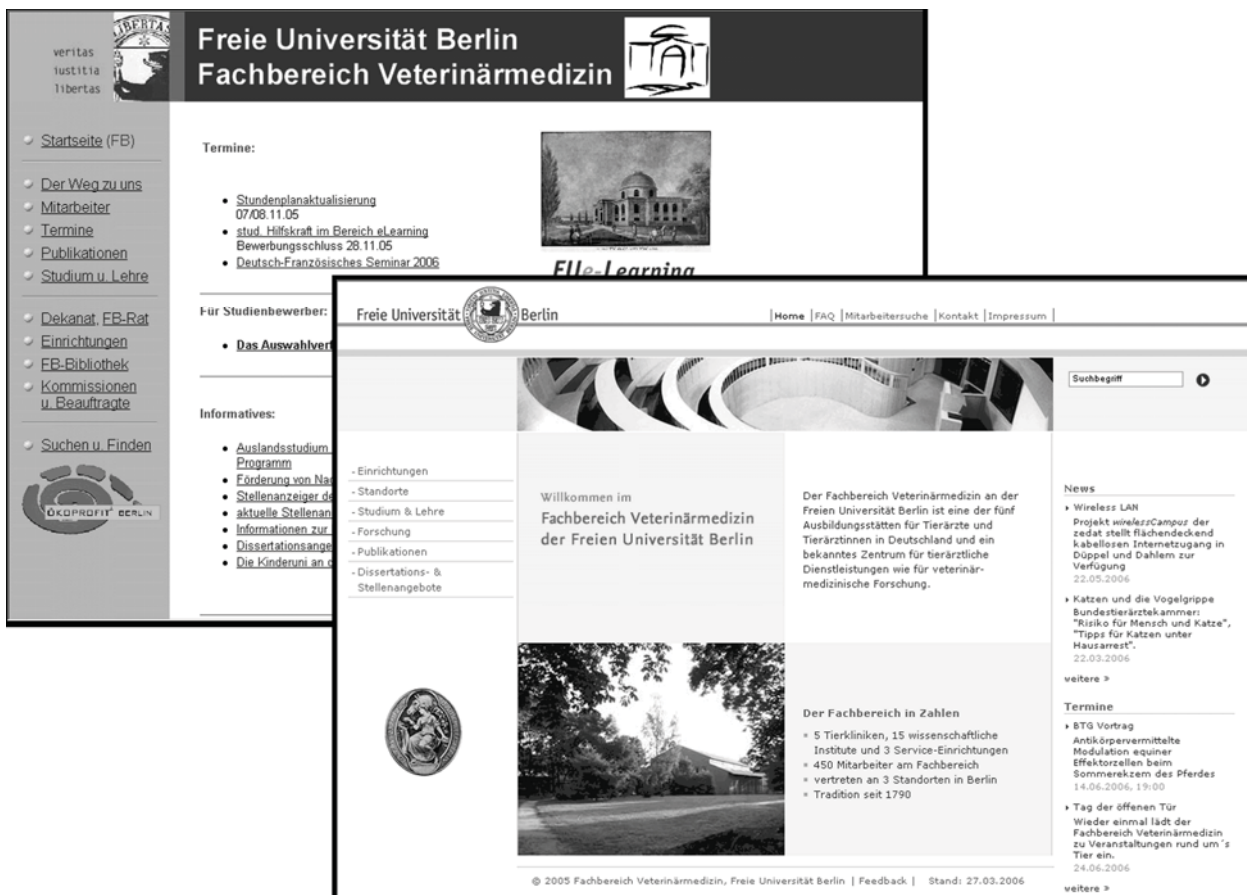 veritas
iustitia
libertas
LIBERTAS
Freie Universität Berlin
Fachbereich Veterinärmedizin
Startseite (FB)
Der Weg zu uns
Mitarbeiter
Termine
Publikationen
Studium u. Lehre
Dekanat, FB-Rat
Einrichtungen
FB-Bibliothek
Kommissionen
u. Beauftragte
Suchen u. Finden
ÖKOPROFIT BERLIN
Termine:
Stundenplanaktualisierung
07/08.11.05
stud. Hilfskraft im Bereich eLearning
Bewerbungsschluss 28.11.05
Deutsch-Französisches Seminar 2006
FUe-Learning
Für Studienbewerber:
Das
Informatives:
Auslandsstudium
Programm
Förderung von
Stellenanzeiger
aktuelle
Informationen zur
Die Kinderuni an
Freie Universität Berlin
Home | FAQ | Mitarbeitersuche | Kontakt | Impressum |
Suchbegriff
- Einrichtungen
- Standorte
- Studium & Lehre
- Forschung
- Publikationen
- Dissertations- &
Stellenangebote
Willkommen im
Fachbereich Veterinärmedizin
der Freien Universität Berlin
Der Fachbereich Veterinärmedizin an der
Freien Universität Berlin ist eine der fünf
Ausbildungsstätten für Tierärzte und
Tierärztinnen in Deutschland und ein
bekanntes Zentrum für tierärztliche
Dienstleistungen wie für veterinär-
medizinische Forschung.
Der Fachbereich in Zahlen
5 Tierkliniken, 15 wissenschaftliche
Institute und 3 Service-Einrichtungen
450 Mitarbeiter am Fachbereich
vertreten an 3 Standorten in Berlin
Tradition seit 1790
News
Wireless LAN
Projekt wirelessCampus der
zedat stellt flächendeckend
kabellosen Internetzugang in
Düppel und Dahlem zur
Verfügung
22.05.2006
Katzen und die Vogelgrippe
Bundestierärztekammer:
"Risiko für Mensch und Katze",
"Tipps für Katzen unter
Hausarrest".
22.03.2006
weitere »
Termine
BTG Vortrag
Antikörpervermittelte
Modulation equiner
Effektorzellen beim
Sommerekzem des Pferdes
14.06.2006, 19:00
Tag der öffenen Tür
Wieder einmal lädt der
Fachbereich Veterinärmedizin
zu Veranstaltungen rund um´s
Tier ein.
24.06.2006
weitere »
© 2005 Fachbereich Veterinärmedizin, Freie Universität Berlin | Feedback | Stand: 27.03.2006